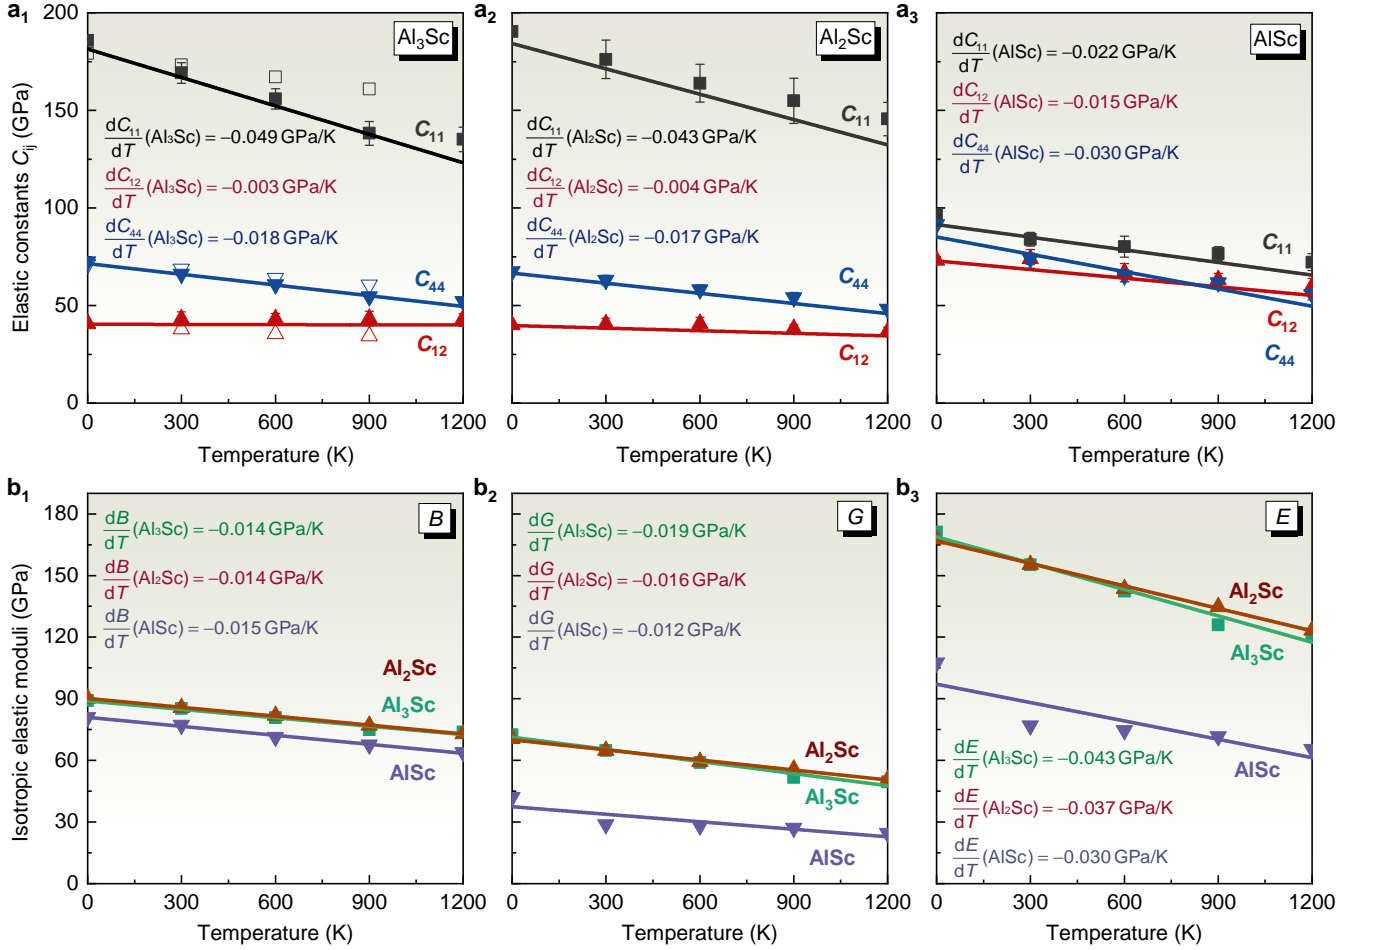 a1
Al3Sc
200
150
100
50
0
Elastic constants Cij (GPa)
dC11/dT (Al3Sc) = −0.049 GPa/K
dC12/dT (Al3Sc) = −0.003 GPa/K
dC44/dT (Al3Sc) = −0.018 GPa/K
C11
C44
C12
0 300 600 900 1200
Temperature (K)
a2
Al2Sc
dC11/dT (Al2Sc) = −0.043 GPa/K
dC12/dT (Al2Sc) = −0.004 GPa/K
dC44/dT (Al2Sc) = −0.017 GPa/K
C11
C44
C12
0 300 600 900 1200
Temperature (K)
a3
AlSc
dC11/dT (AlSc) = −0.022 GPa/K
dC12/dT (AlSc) = −0.015 GPa/K
dC44/dT (AlSc) = −0.030 GPa/K
C11
C12
C44
0 300 600 900 1200
Temperature (K)
b1
B
180
150
120
90
60
30
0
Isotropic elastic moduli (GPa)
dB/dT (Al3Sc) = −0.014 GPa/K
dB/dT (Al2Sc) = −0.014 GPa/K
dB/dT (AlSc) = −0.015 GPa/K
Al2Sc
Al3Sc
AlSc
0 300 600 900 1200
Temperature (K)
b2
G
dG/dT (Al3Sc) = −0.019 GPa/K
dG/dT (Al2Sc) = −0.016 GPa/K
dG/dT (AlSc) = −0.012 GPa/K
Al2Sc
Al3Sc
AlSc
0 300 600 900 1200
Temperature (K)
b3
E
Al2Sc
Al3Sc
AlSc
dE/dT (Al3Sc) = −0.043 GPa/K
dE/dT (Al2Sc) = −0.037 GPa/K
dE/dT (AlSc) = −0.030 GPa/K
0 300 600 900 1200
Temperature (K)